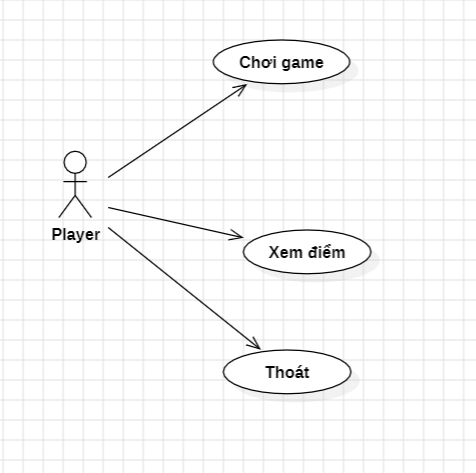 Chơi game
Player
Xem điểm
Thoát